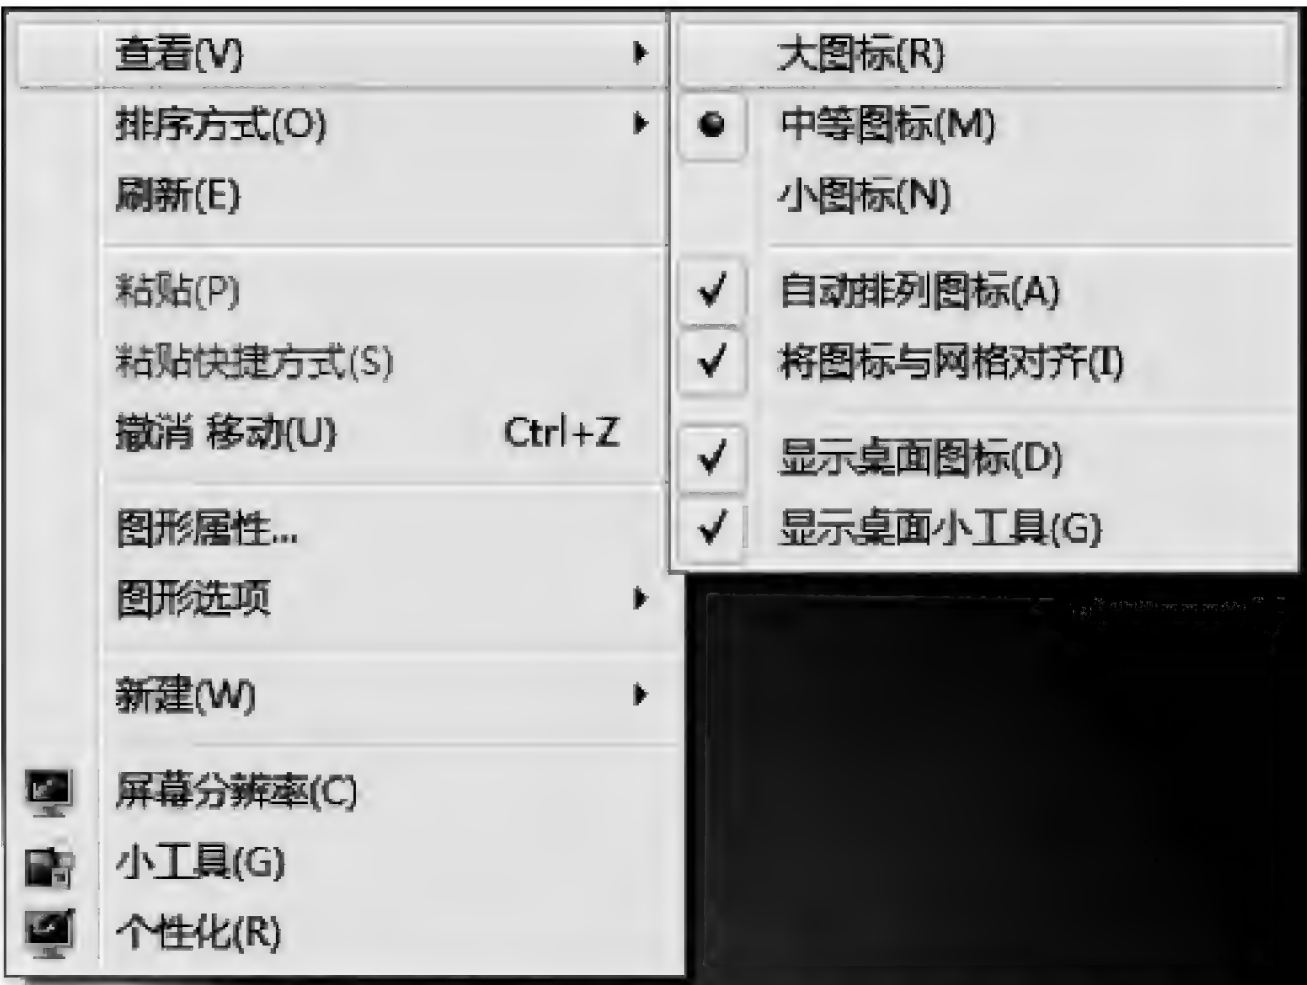 查看(V)
排序方式(O)
刷新(E)
粘贴(P)
粘贴快捷方式(S)
撤消 移动(U) Ctrl+Z
图形属性...
图形选项
新建(W)
屏幕分辨率(C)
小工具(G)
个性化(R)
大图标(R)
中等图标(M)
小图标(N)
自动排列图标(A)
将图标与网格对齐(I)
显示桌面图标(D)
显示桌面小工具(G)